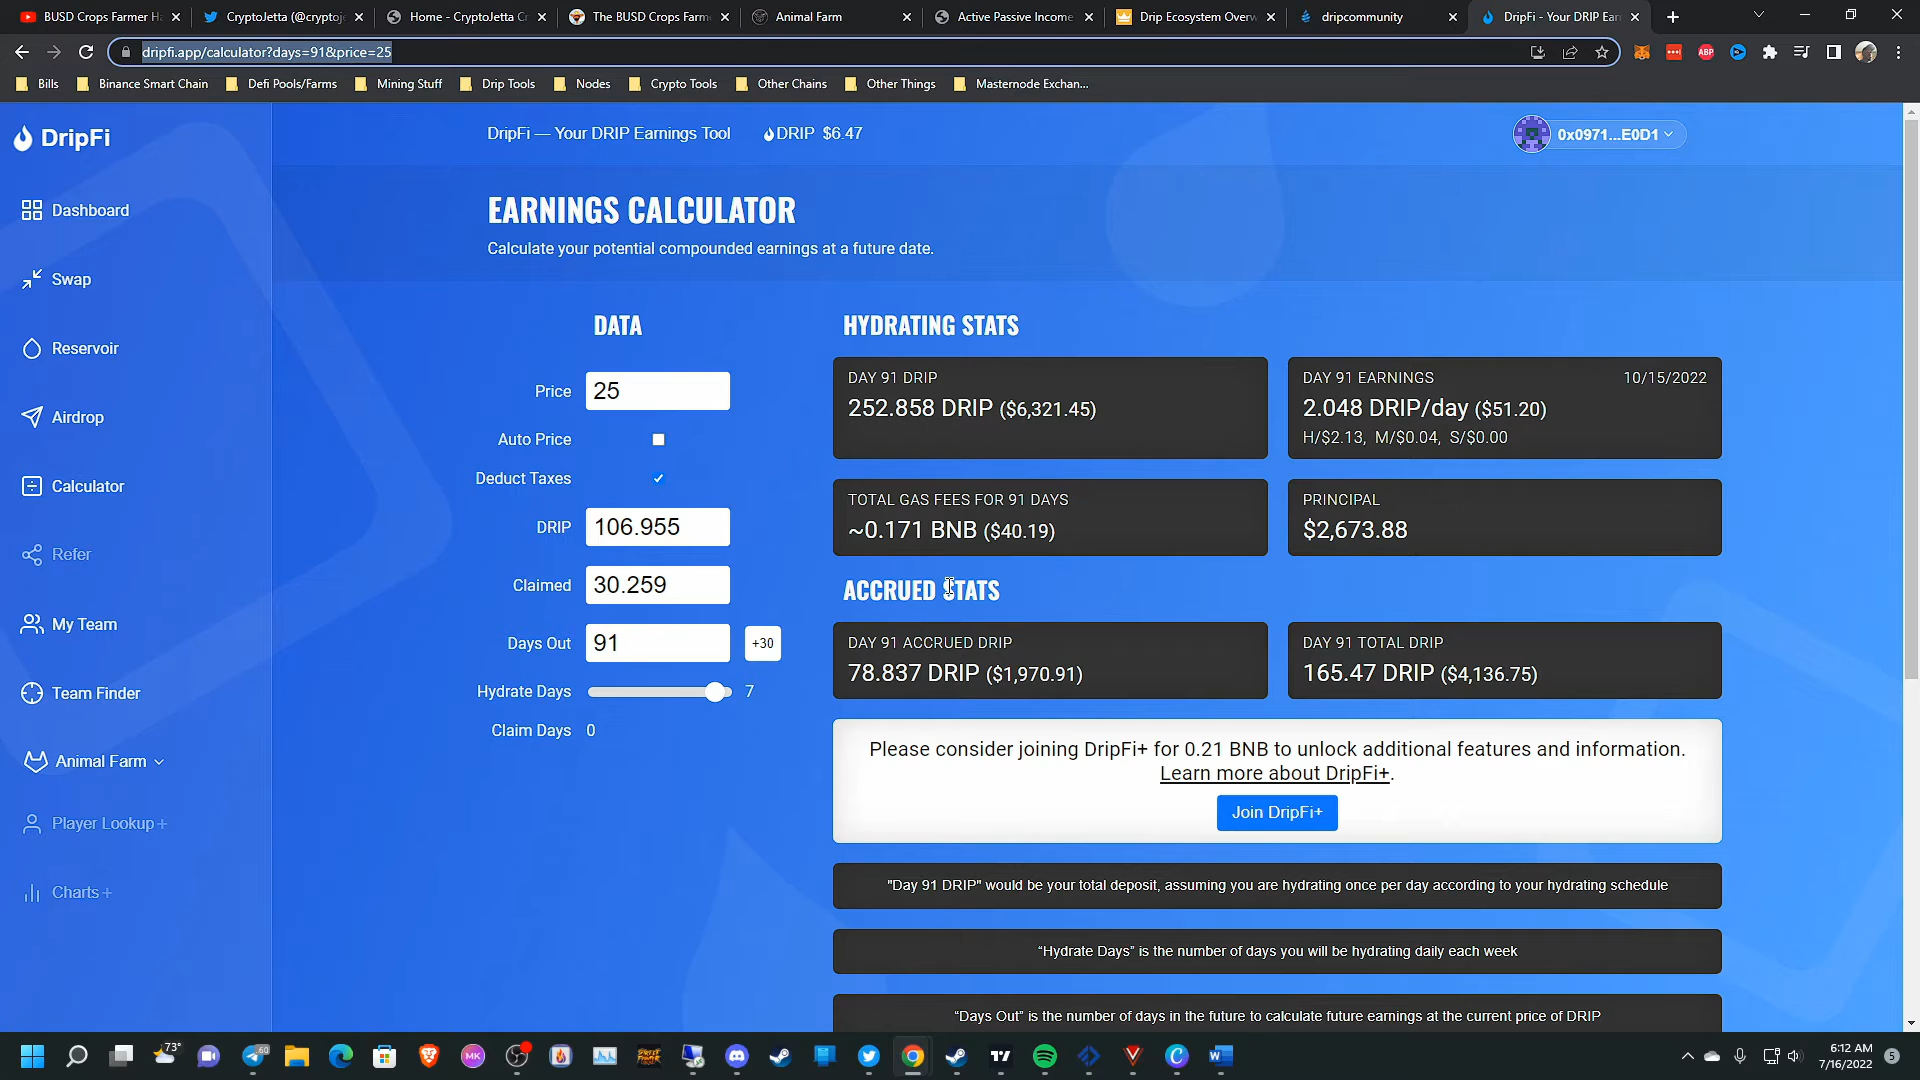 BUSD Crops Farmer Ha
CryptoJetta (@cryptoje
Home - CryptoJetta Cr
The BUSD Crops Farme
Animal Farm
Active Passive Income
Drip Ecosystem Overv
dripcommunity
DripFi - Your DRIP Ear
dripfi.app/calculator?days=91&price=25
ABP
Bills
Binance Smart Chain
Defi Pools/Farms
Mining Stuff
Drip Tools
Nodes
Crypto Tools
Other Chains
Other Things
Masternode Exchan...
DripFi
DripFi — Your DRIP Earnings Tool
DRIP $6.47
0x0971...E0D1
Dashboard
Swap
Reservoir
Airdrop
Calculator
Refer
My Team
Team Finder
Animal Farm
Player Lookup+
Charts+
EARNINGS CALCULATOR
Calculate your potential compounded earnings at a future date.
DATA
Price 25
Auto Price
Deduct Taxes
DRIP 106.955
Claimed 30.259
Days Out 91 +30
Hydrate Days 7
Claim Days 0
HYDRATING STATS
DAY 91 DRIP
252.858 DRIP ($6,321.45)
DAY 91 EARNINGS 10/15/2022
2.048 DRIP/day ($51.20)
H/$2.13, M/$0.04, S/$0.00
TOTAL GAS FEES FOR 91 DAYS
~0.171 BNB ($40.19)
PRINCIPAL
$2,673.88
ACCRUED STATS
DAY 91 ACCRUED DRIP
78.837 DRIP ($1,970.91)
DAY 91 TOTAL DRIP
165.47 DRIP ($4,136.75)
Please consider joining DripFi+ for 0.21 BNB to unlock additional features and information.
Learn more about DripFi+.
Join DripFi+
"Day 91 DRIP" would be your total deposit, assuming you are hydrating once per day according to your hydrating schedule
“Hydrate Days” is the number of days you will be hydrating daily each week
“Days Out” is the number of days in the future to calculate future earnings at the current price of DRIP
73°
60
MK
6:12 AM
7/16/2022
5